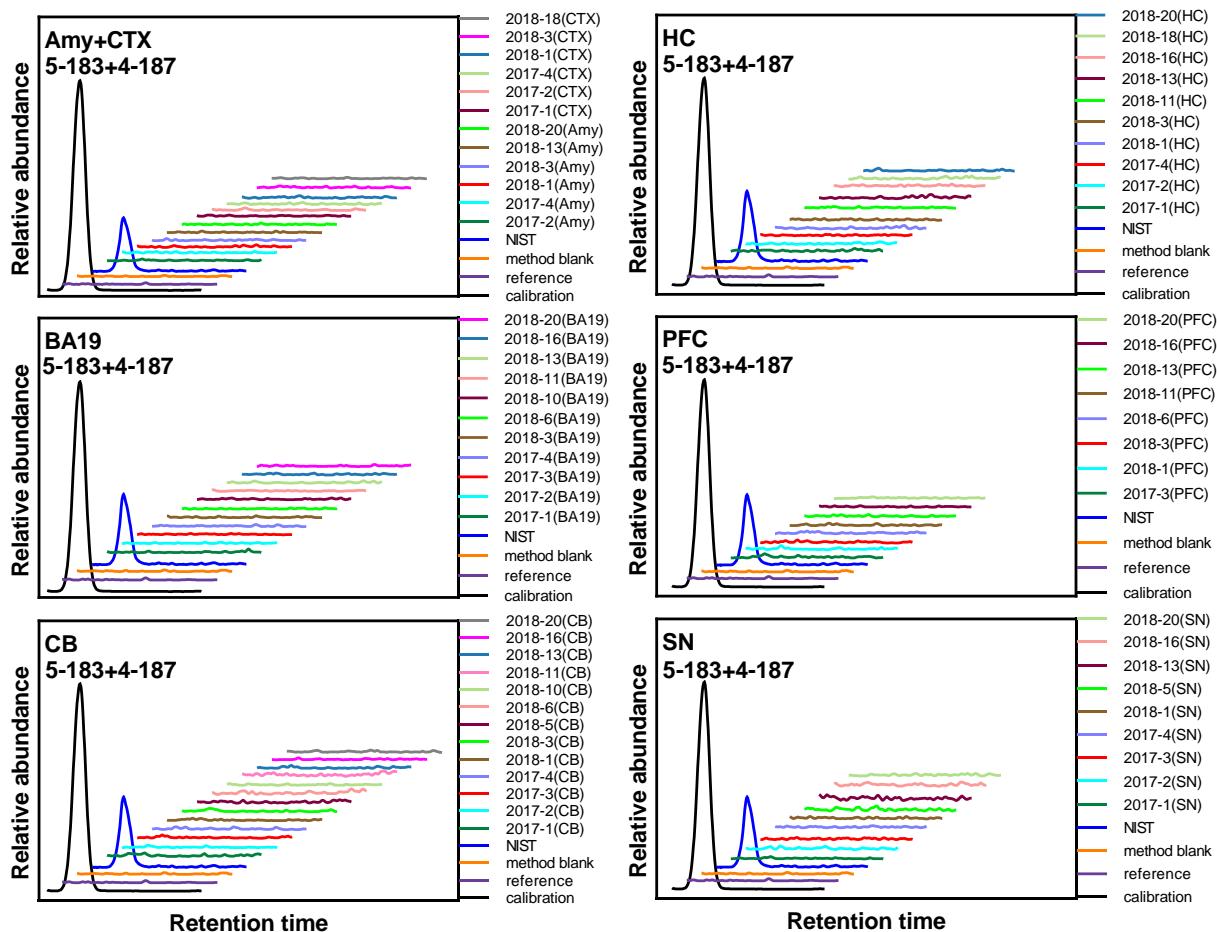 Amy+CTX
5-183+4-187
Relative abundance
2018-18(CTX)
2018-3(CTX)
2018-1(CTX)
2017-4(CTX)
2017-2(CTX)
2017-1(CTX)
2018-20(Amy)
2018-13(Amy)
2018-3(Amy)
2018-1(Amy)
2017-4(Amy)
2017-2(Amy)
NIST
method blank
reference
calibration
HC
5-183+4-187
Relative abundance
2018-20(HC)
2018-18(HC)
2018-16(HC)
2018-13(HC)
2018-11(HC)
2018-3(HC)
2018-1(HC)
2017-4(HC)
2017-2(HC)
2017-1(HC)
NIST
method blank
reference
calibration
BA19
5-183+4-187
Relative abundance
2018-20(BA19)
2018-16(BA19)
2018-13(BA19)
2018-11(BA19)
2018-10(BA19)
2018-6(BA19)
2018-3(BA19)
2017-4(BA19)
2017-3(BA19)
2017-2(BA19)
2017-1(BA19)
NIST
method blank
reference
calibration
PFC
5-183+4-187
Relative abundance
2018-20(PFC)
2018-16(PFC)
2018-13(PFC)
2018-11(PFC)
2018-6(PFC)
2018-3(PFC)
2018-1(PFC)
2017-3(PFC)
NIST
method blank
reference
calibration
CB
5-183+4-187
Relative abundance
2018-20(CB)
2018-16(CB)
2018-13(CB)
2018-11(CB)
2018-10(CB)
2018-6(CB)
2018-5(CB)
2018-3(CB)
2018-1(CB)
2017-4(CB)
2017-3(CB)
2017-2(CB)
2017-1(CB)
NIST
method blank
reference
calibration
Retention time
SN
5-183+4-187
Relative abundance
2018-20(SN)
2018-16(SN)
2018-13(SN)
2018-5(SN)
2018-1(SN)
2017-4(SN)
2017-3(SN)
2017-2(SN)
2017-1(SN)
NIST
method blank
reference
calibration
Retention time